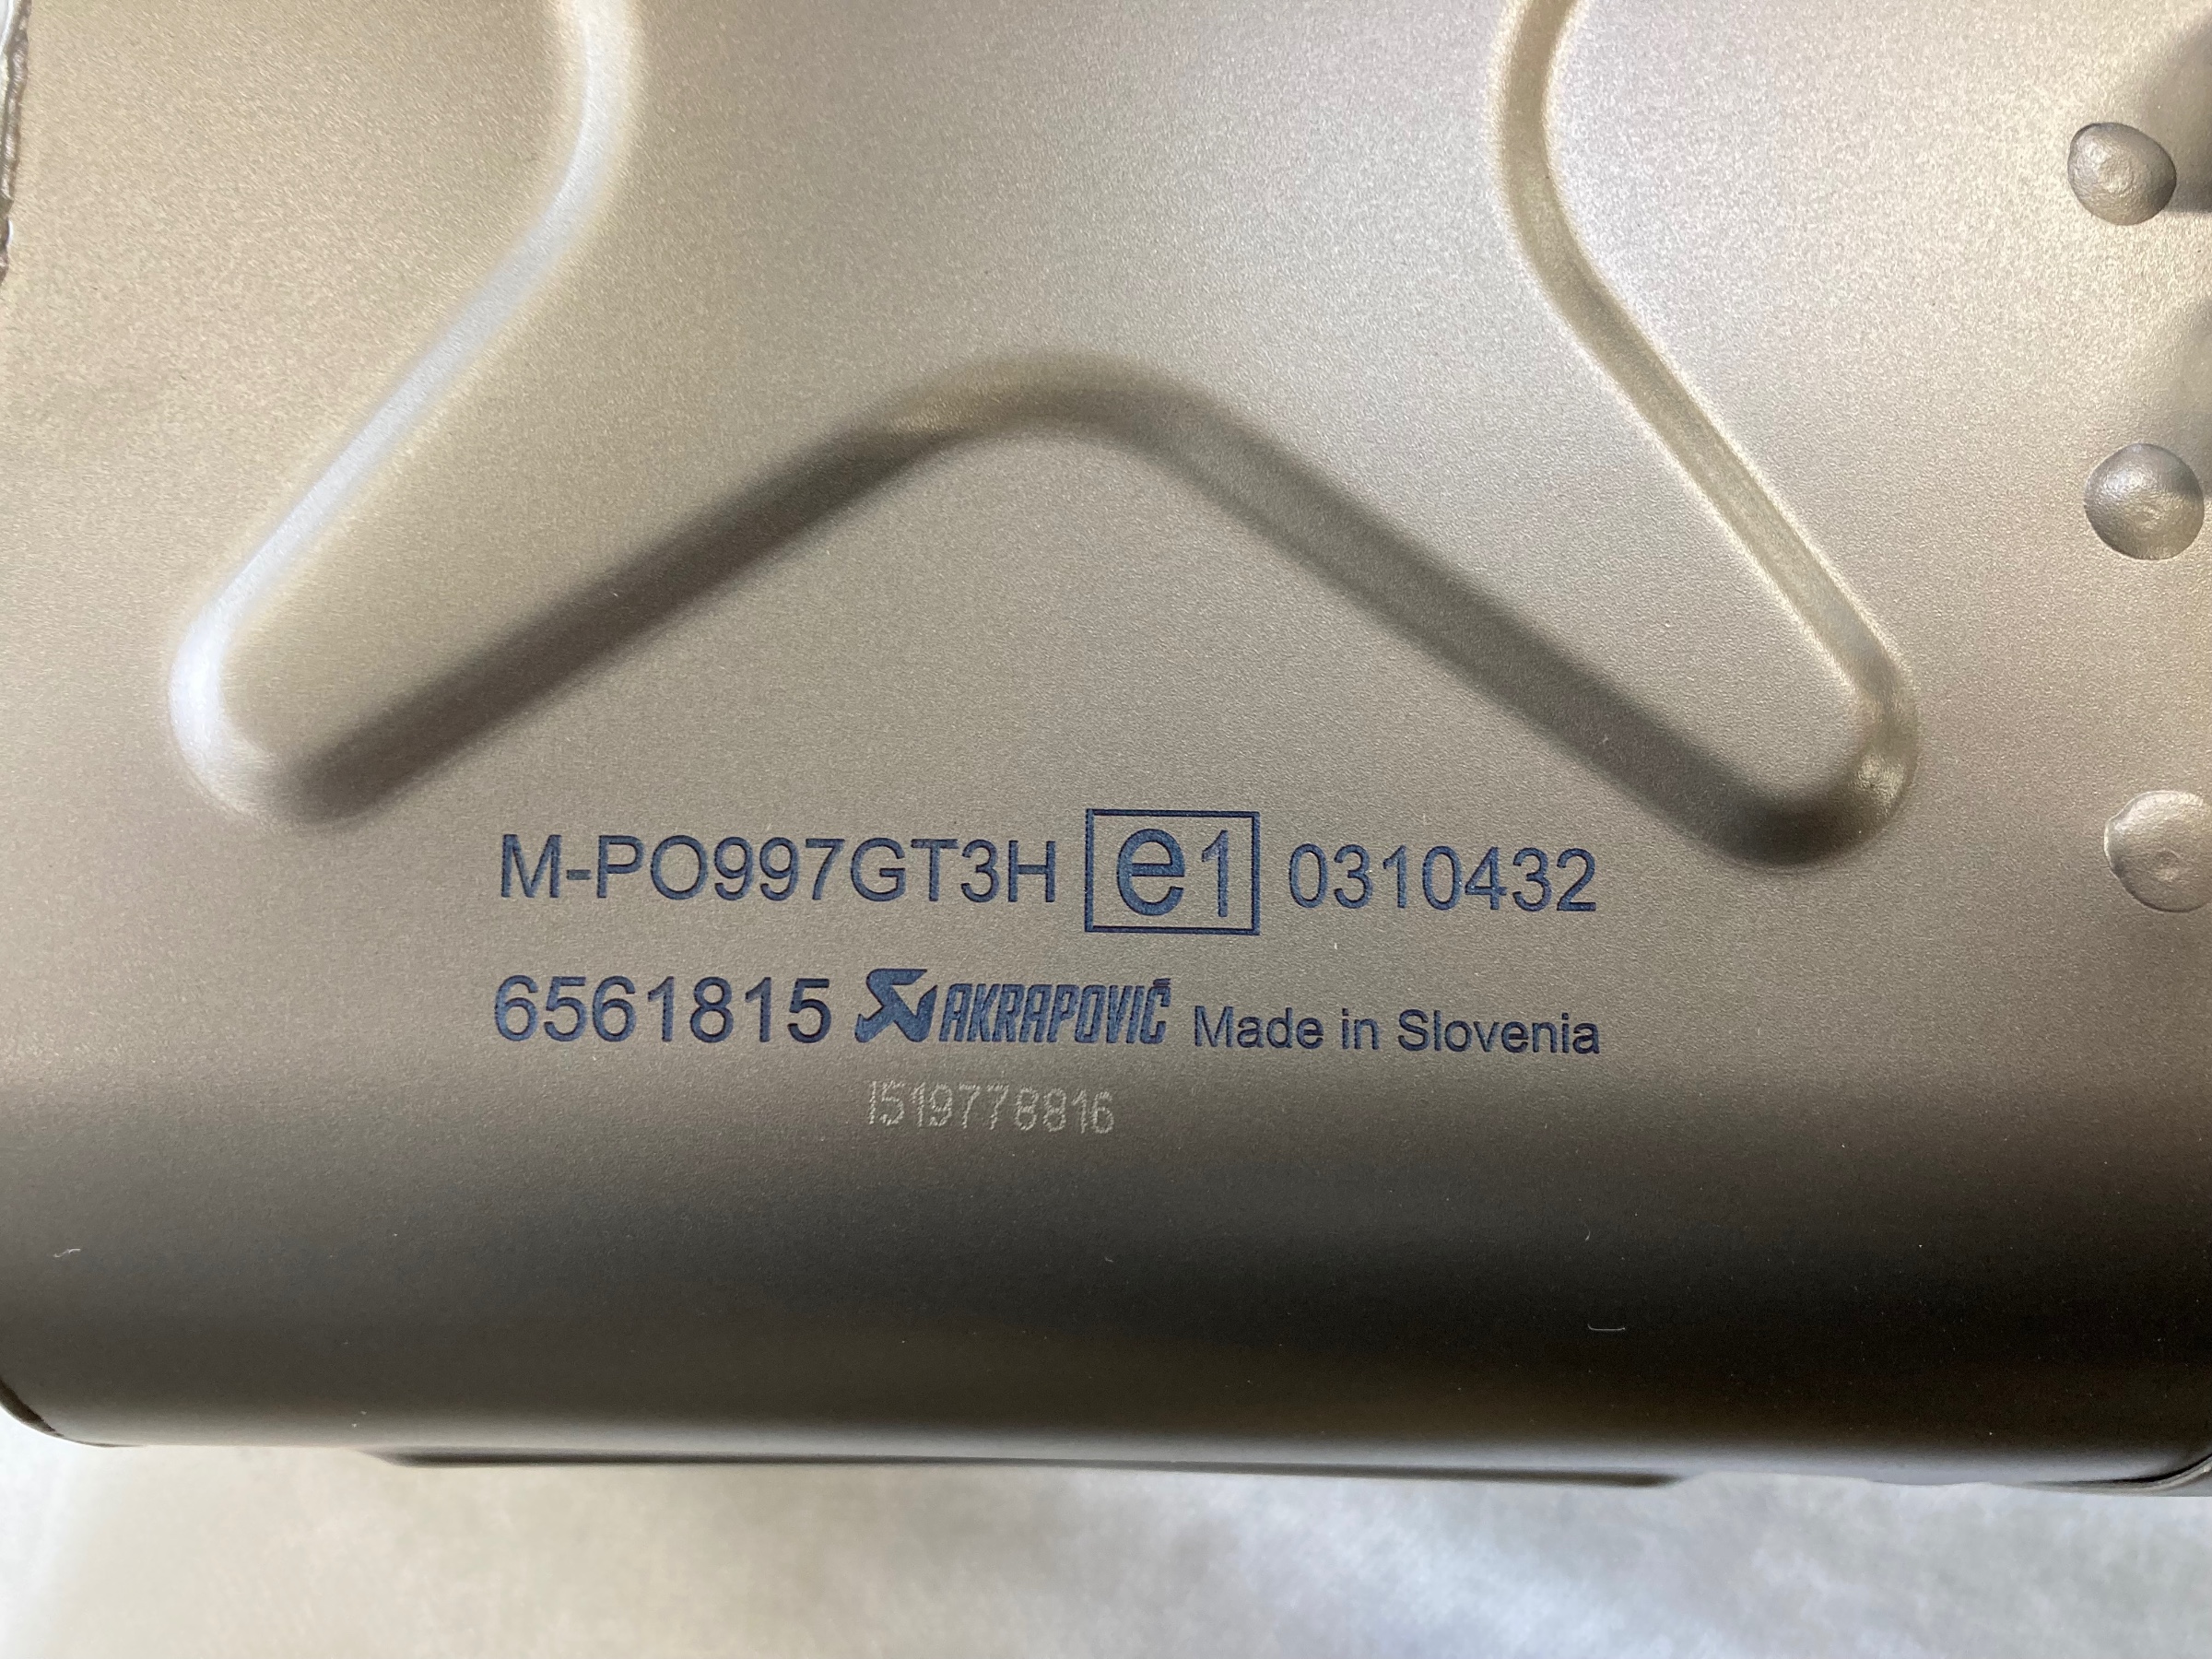 M-PO997GT3H e1 0310432
6561815 AKRAPOVIČ Made in Slovenia
1519778816